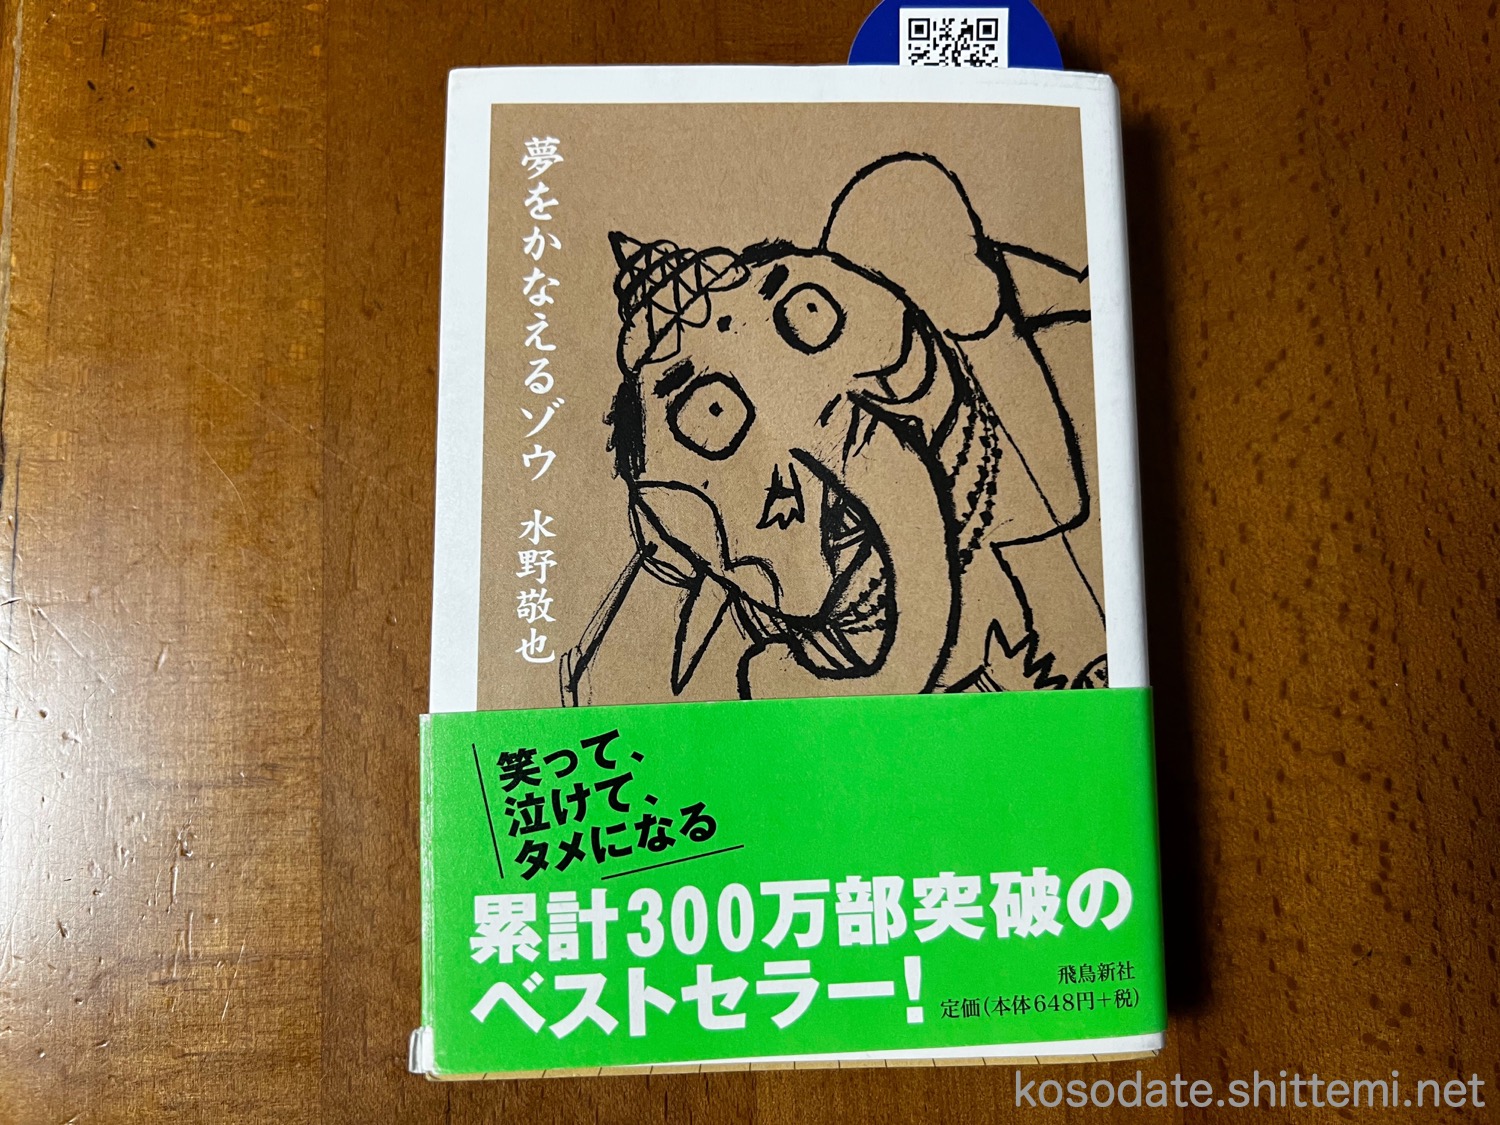 夢をかなえるゾウ 水野敬也
笑って、
泣けて、
タメになる
累計300万部突破の
ベストセラー!
飛鳥新社
定価(本体648円+税)
kosodate.shittemi.net